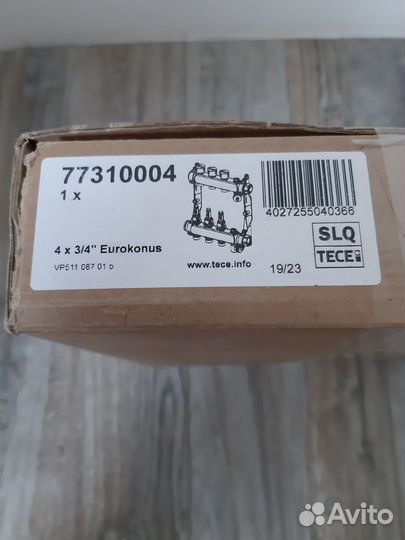 77310004
1 x
4 x 3/4" Eurokonus
VP511 087 01 b
www.tece.info
4027255040366
SLQ
TECE
19/23
Avito